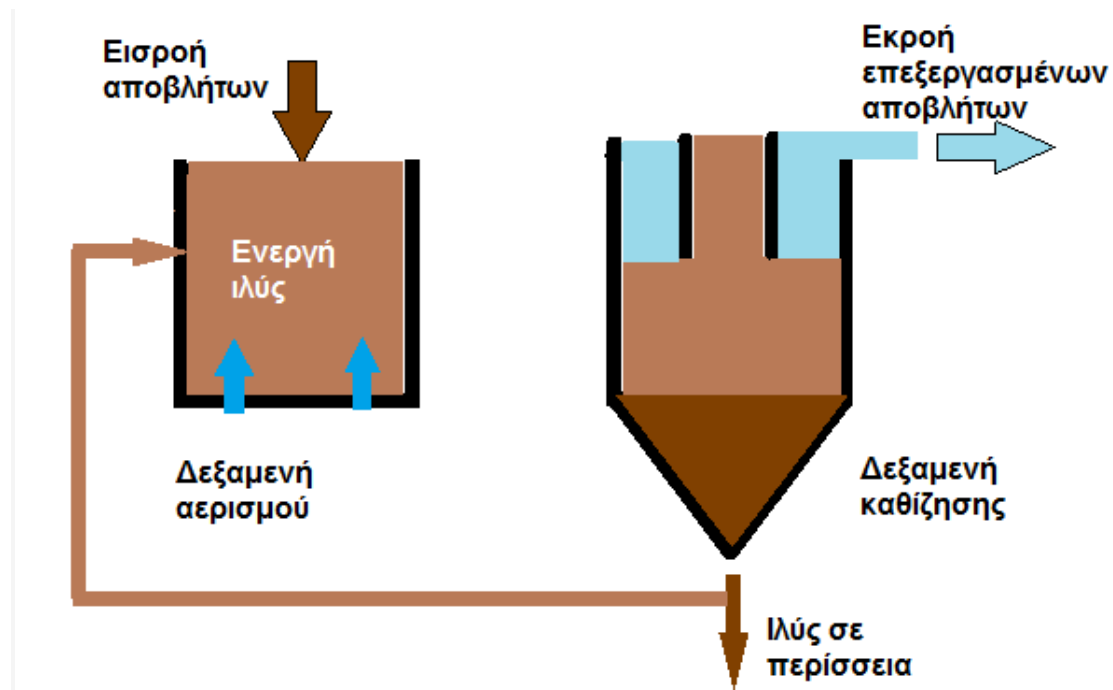 Εισροή
αποβλήτων
Εκροή
επεξεργασμένων
αποβλήτων
Ενεργή
ιλύς
Δεξαμενή
αερισμού
Δεξαμενή
καθίζησης
Ιλύς σε
περίσσεια